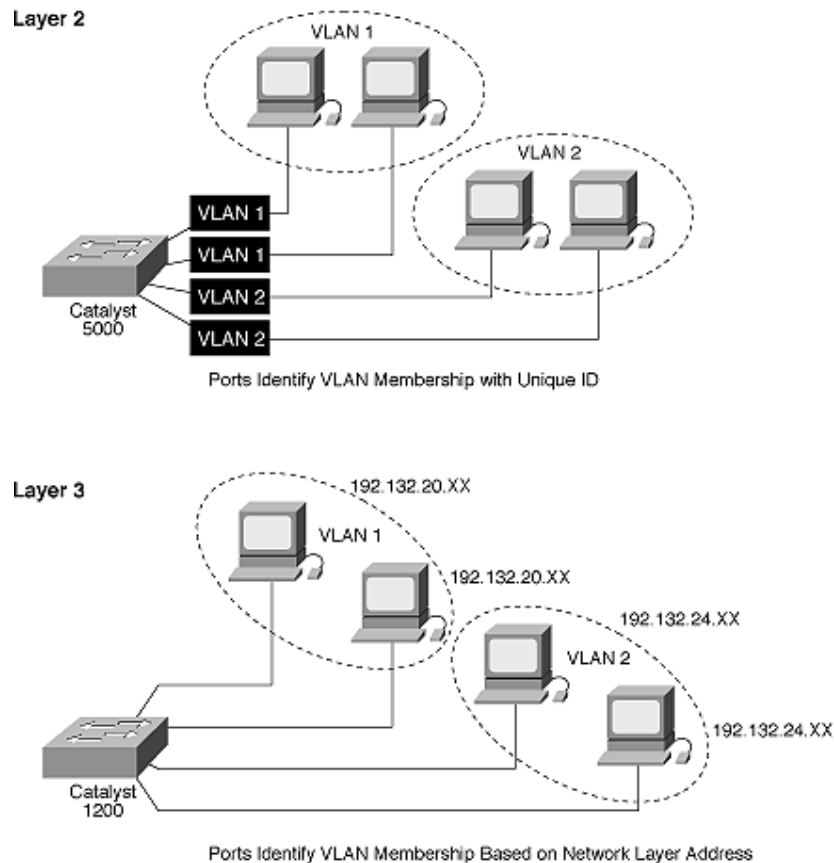 Layer 2
VLAN 1
VLAN 2
VLAN 1
VLAN 1
VLAN 2
VLAN 2
Catalyst
5000
Ports Identify VLAN Membership with Unique ID
Layer 3
192.132.20.XX
VLAN 1
192.132.20.XX
192.132.24.XX
VLAN 2
192.132.24.XX
Catalyst
1200
Ports Identify VLAN Membership Based on Network Layer Address